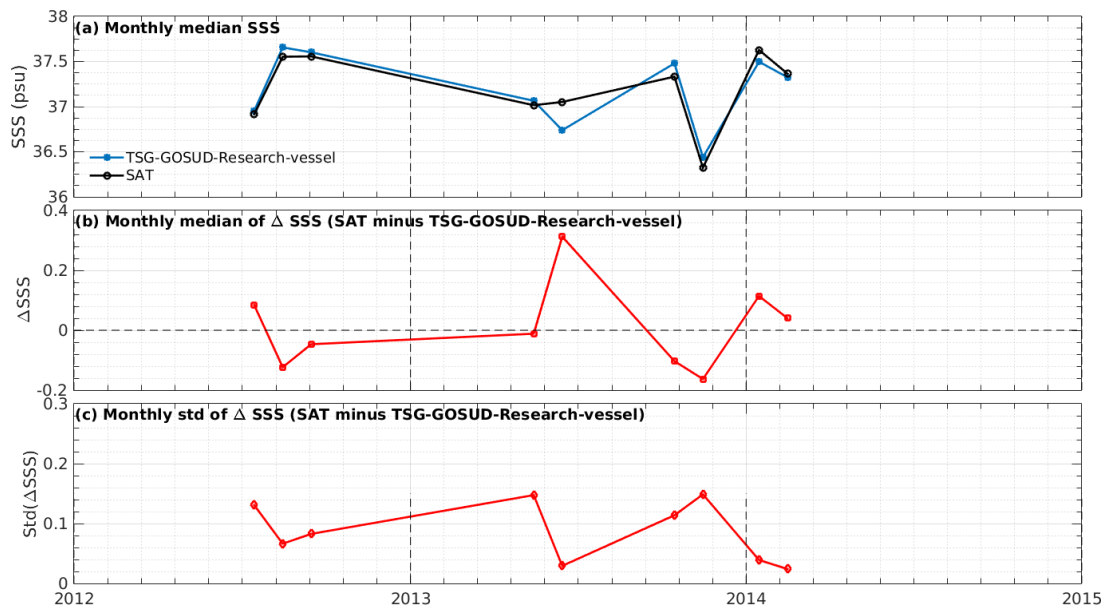 (a) Monthly median SSS
38
37.5
37
36.5
36
SSS (psu)
TSG-GOSUD-Research-vessel
SAT
(b) Monthly median of Δ SSS (SAT minus TSG-GOSUD-Research-vessel)
0.4
0.2
0
-0.2
ΔSSS
(c) Monthly std of Δ SSS (SAT minus TSG-GOSUD-Research-vessel)
0.3
0.2
0.1
0
Std(ΔSSS)
2012 2013 2014 2015